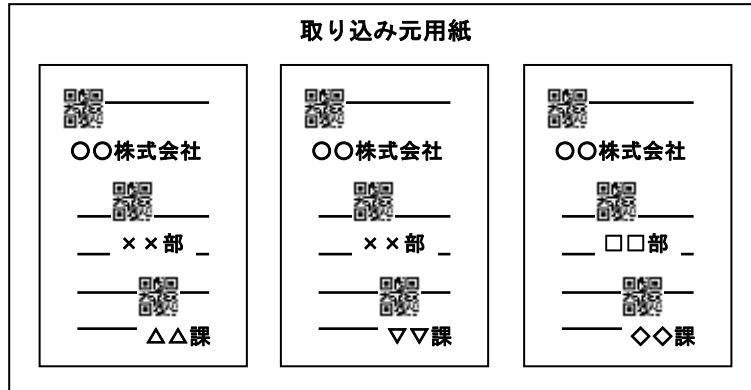 取り込み元用紙
〇〇株式会社
××部
△△課
〇〇株式会社
××部
▽▽課
〇〇株式会社
□□部
◇◇課